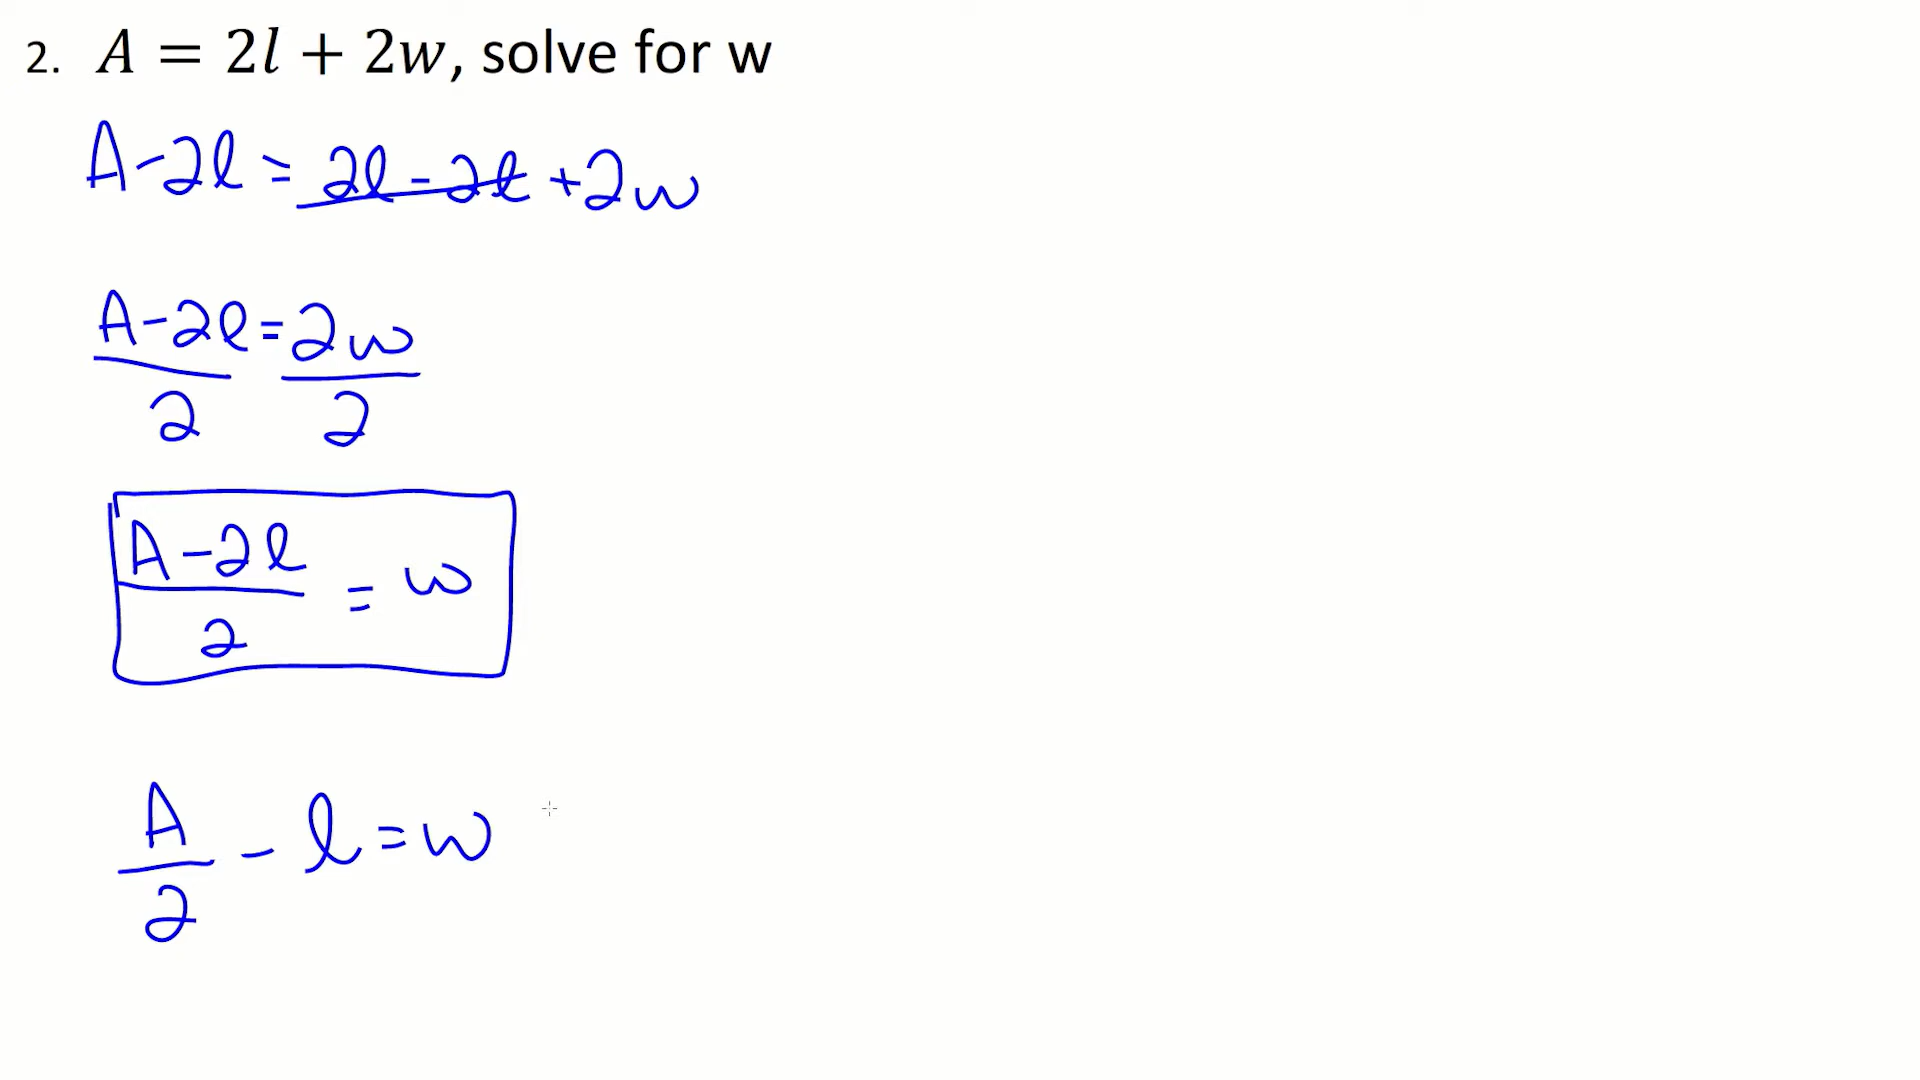 2. A = 2l + 2w, solve for w
A - 2l = 2l - 2l + 2w
A - 2l = 2w
2 2
A - 2l
= w
2
A
- l = w
2